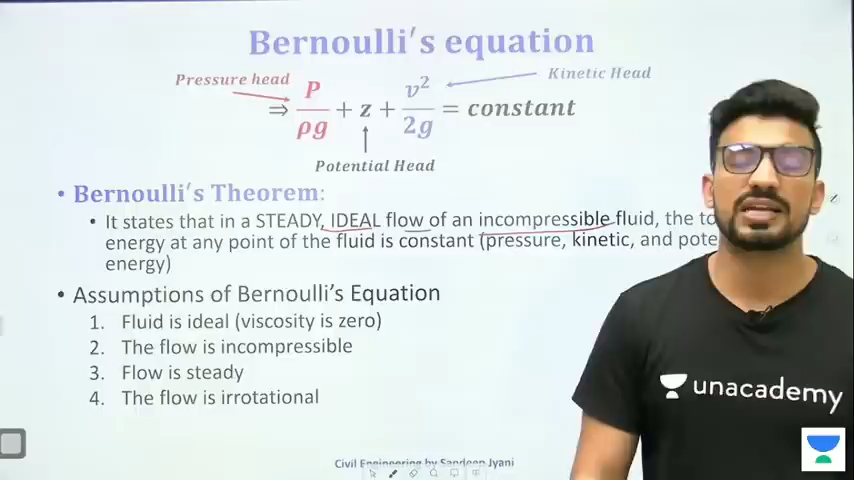 Bernoulli's equation
Pressure head
Kinetic Head
⇒ P/ρg + z + v²/2g = constant
Potential Head
• Bernoulli's Theorem:
• It states that in a STEADY, IDEAL flow of an incompressible fluid, the
energy at any point of the fluid is constant (pressure, kinetic, and
energy)
• Assumptions of Bernoulli's Equation
1. Fluid is ideal (viscosity is zero)
2. The flow is incompressible
3. Flow is steady
4. The flow is irrotational
unacademy
Civil Engineering by Sandeep Jyani